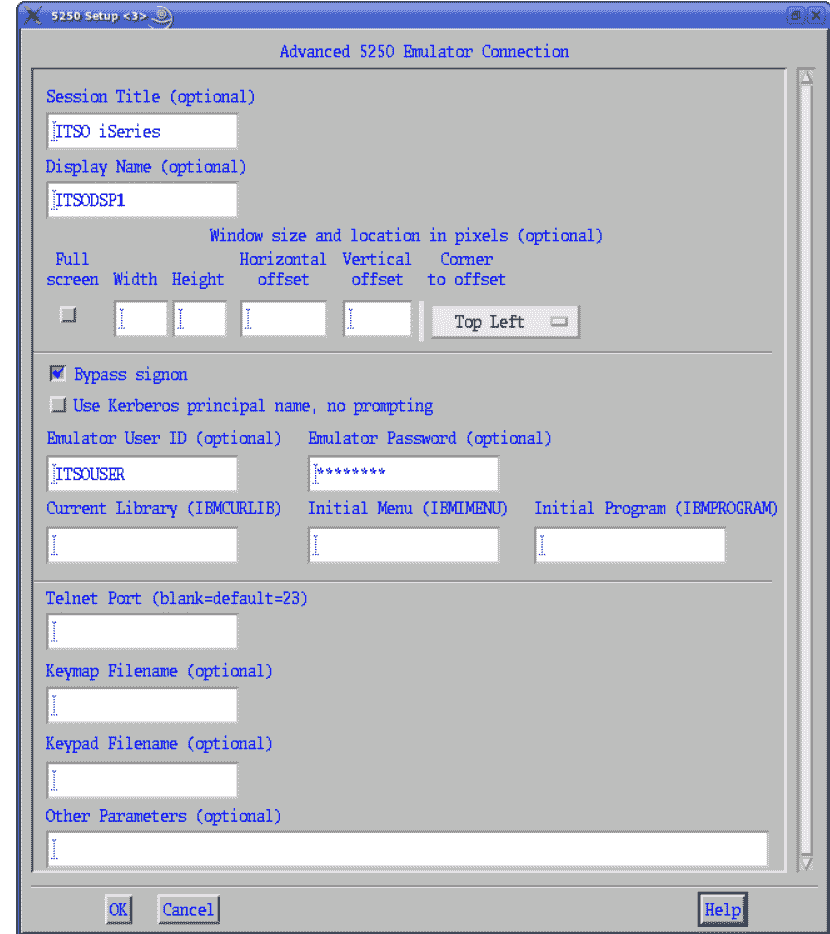 5250 Setup <3>
Advanced 5250 Emulator Connection
Session Title (optional)
ITSO iSeries
Display Name (optional)
ITSODSP1
Window size and location in pixels (optional)
Full Horizontal Vertical Corner
screen Width Height offset offset to offset
Top Left
Bypass signon
Use Kerberos principal name, no prompting
Emulator User ID (optional) Emulator Password (optional)
ITSOUSER ********
Current Library (IBMCURLIB) Initial Menu (IBMIMENU) Initial Program (IBMPROGRAM)
Telnet Port (blank=default=23)
Keymap Filename (optional)
Keypad Filename (optional)
Other Parameters (optional)
OK Cancel Help